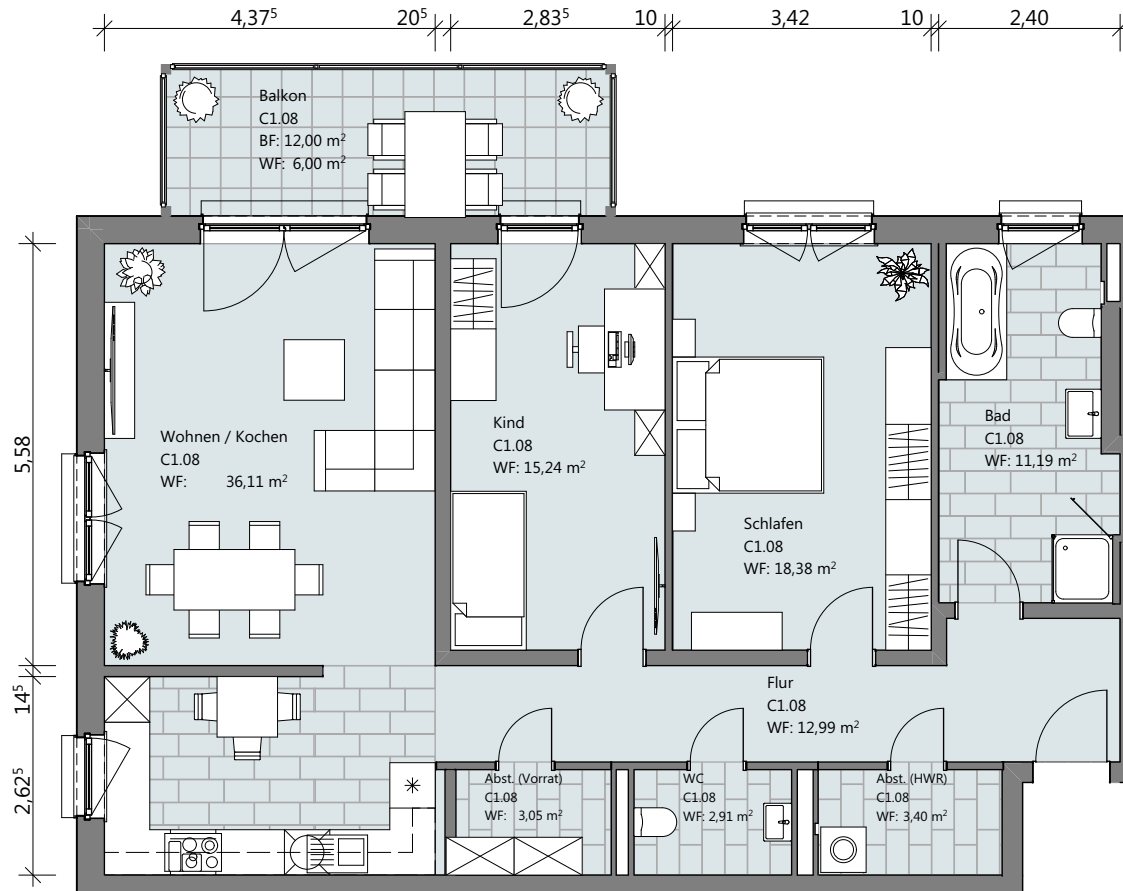 4,37⁵ 20⁵ 2,83⁵ 10 3,42 10 2,40
Balkon
C1.08
BF: 12,00 m²
WF: 6,00 m²
5,58
14⁵
2,62⁵
Wohnen / Kochen
C1.08
WF: 36,11 m²
Kind
C1.08
WF: 15,24 m²
Schlafen
C1.08
WF: 18,38 m²
Bad
C1.08
WF: 11,19 m²
Flur
C1.08
WF: 12,99 m²
Abst. (Vorrat)
C1.08
WF: 3,05 m²
WC
C1.08
WF: 2,91 m²
Abst. (HWR)
C1.08
WF: 3,40 m²